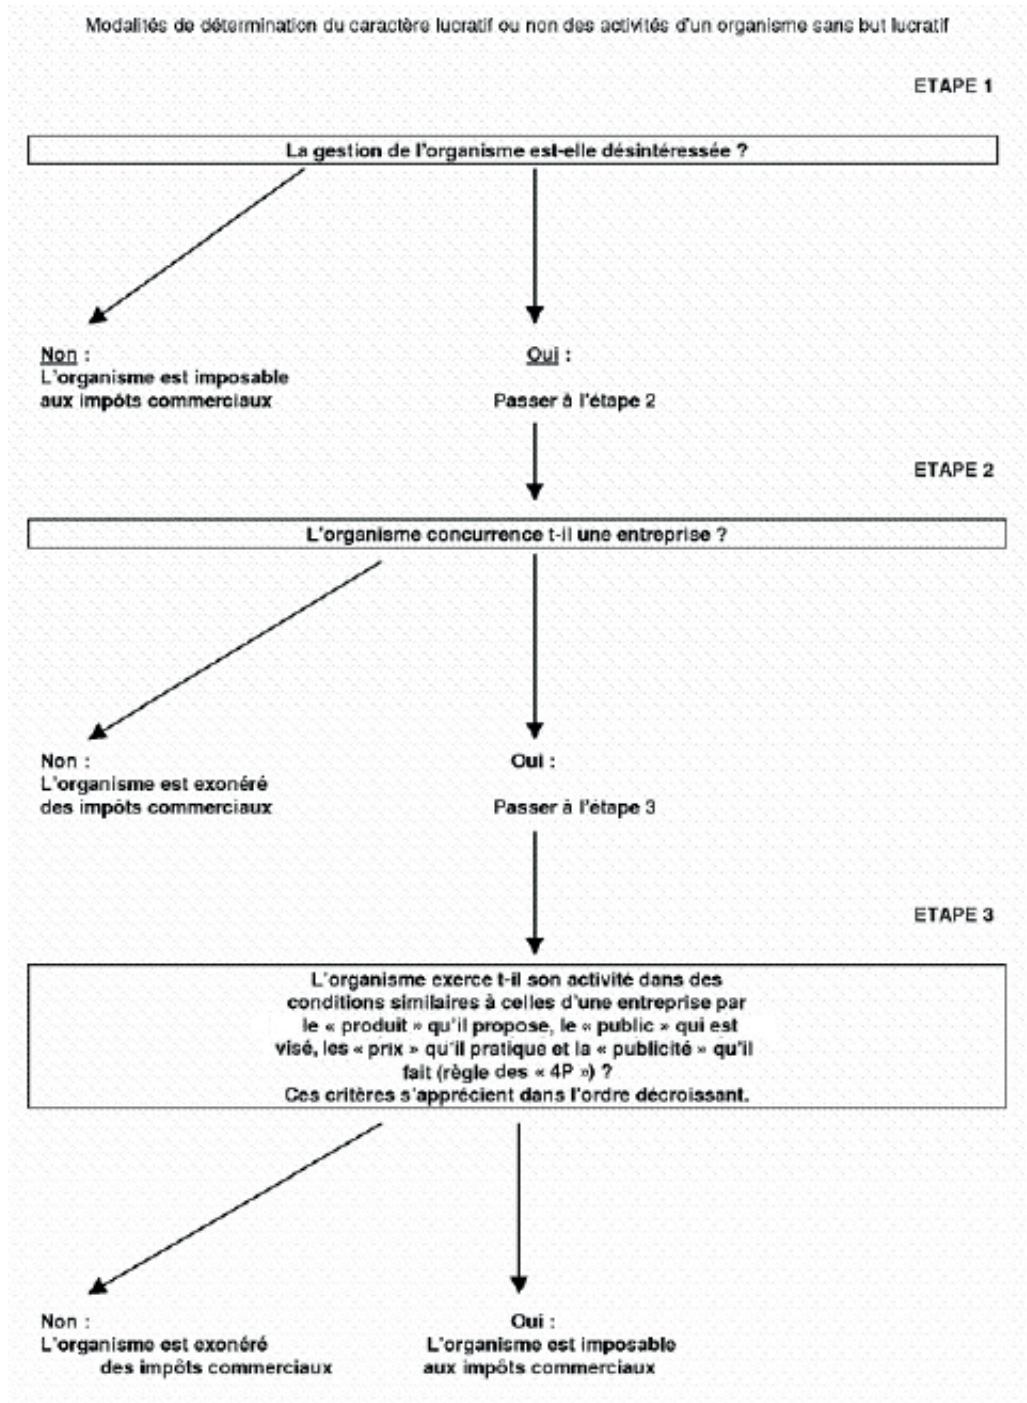 Modalités de détermination du caractère lucratif ou non des activités d'un organisme sans but lucratif
ETAPE 1
La gestion de l'organisme est-elle désintéressée ?
Non :
L'organisme est imposable
aux impôts commerciaux
Oui :
Passer à l'étape 2
ETAPE 2
L'organisme concurrence t-il une entreprise ?
Non :
L'organisme est exonéré
des impôts commerciaux
Oui :
Passer à l'étape 3
ETAPE 3
L'organisme exerce t-il son activité dans des
conditions similaires à celles d'une entreprise par
le « produit » qu'il propose, le « public » qui est
visé, les « prix » qu'il pratique et la « publicité » qu'il
fait (règle des « 4P ») ?
Ces critères s'apprécient dans l'ordre décroissant.
Non :
L'organisme est exonéré
des impôts commerciaux
Oui :
L'organisme est imposable
aux impôts commerciaux